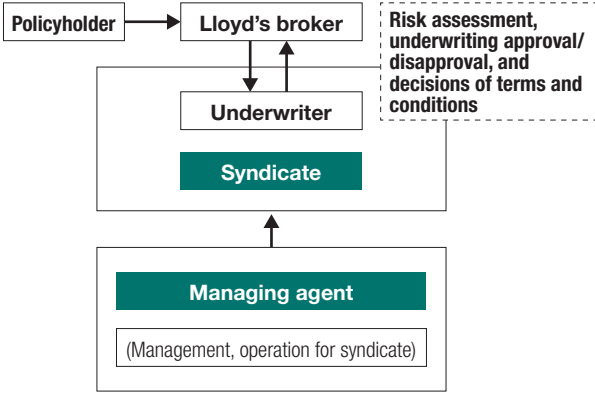 Policyholder
Lloyd's broker
Risk assessment,
underwriting approval/
disapproval, and
decisions of terms and
conditions
Underwriter
Syndicate
Managing agent
(Management, operation for syndicate)